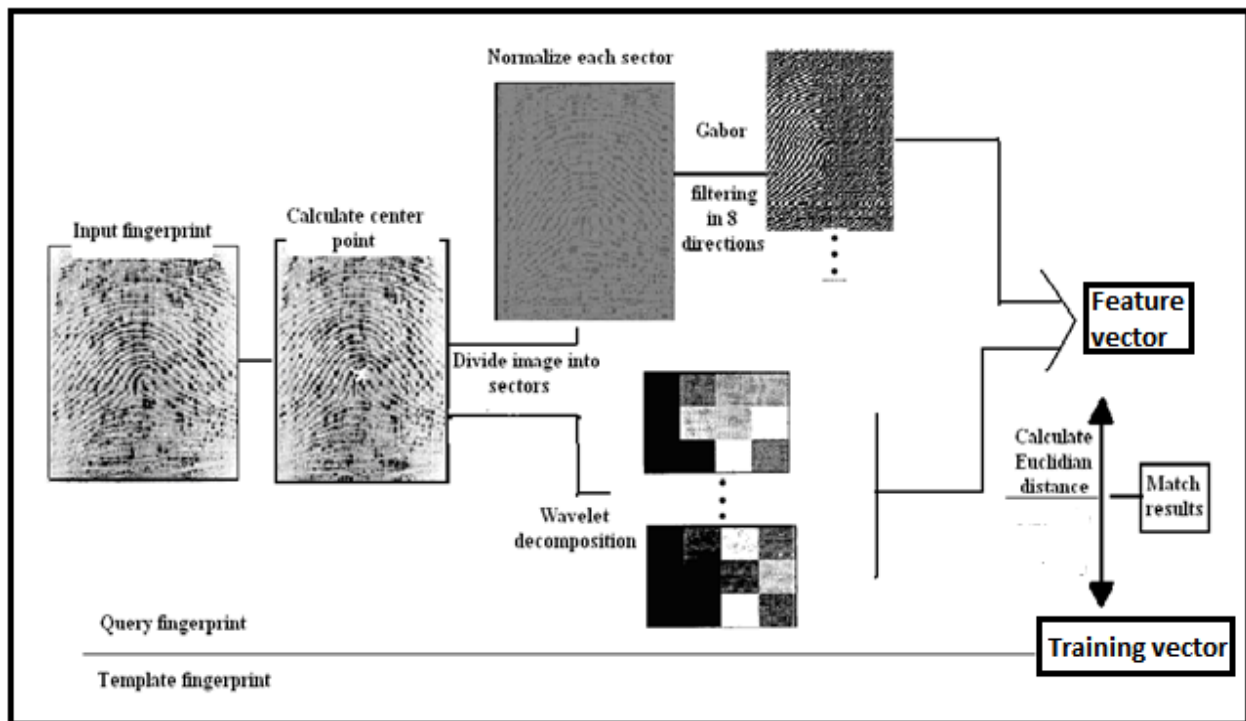 Normalize each sector
Gabor
filtering
in 8
directions
Input fingerprint
Calculate center
point
Divide image into
sectors
Wavelet
decomposition
Feature
vector
Calculate
Euclidian
distance
Match
results
Query fingerprint
Template fingerprint
Training vector